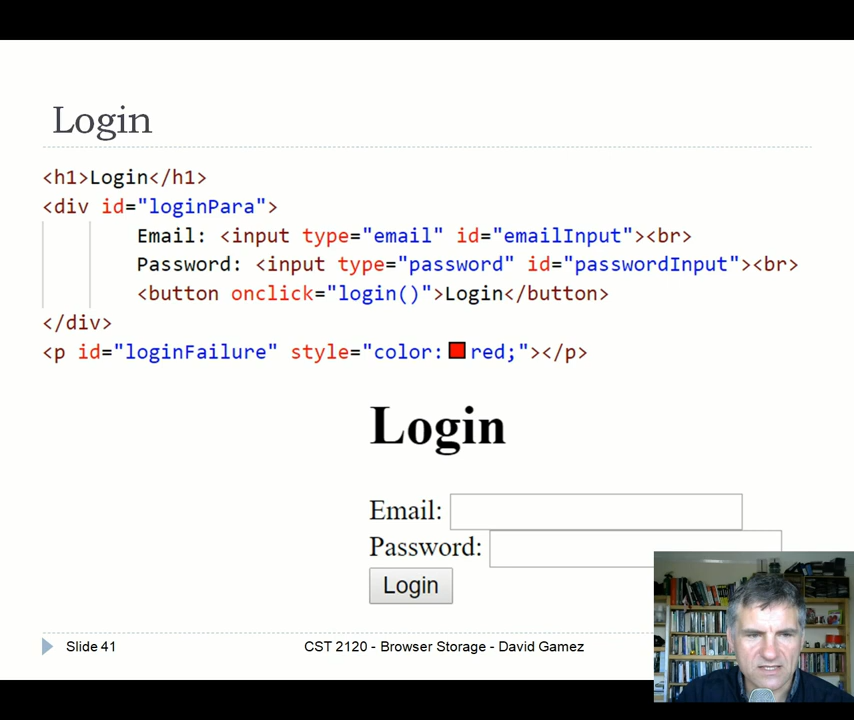 Login
<h1>Login</h1>
<div id="loginPara">
Email: <input type="email" id="emailInput"><br>
Password: <input type="password" id="passwordInput"><br>
<button onclick="login()">Login</button>
</div>
<p id="loginFailure" style="color: red;"></p>
Login
Email:
Password:
Login
Slide 41
CST 2120 - Browser Storage - David Gamez